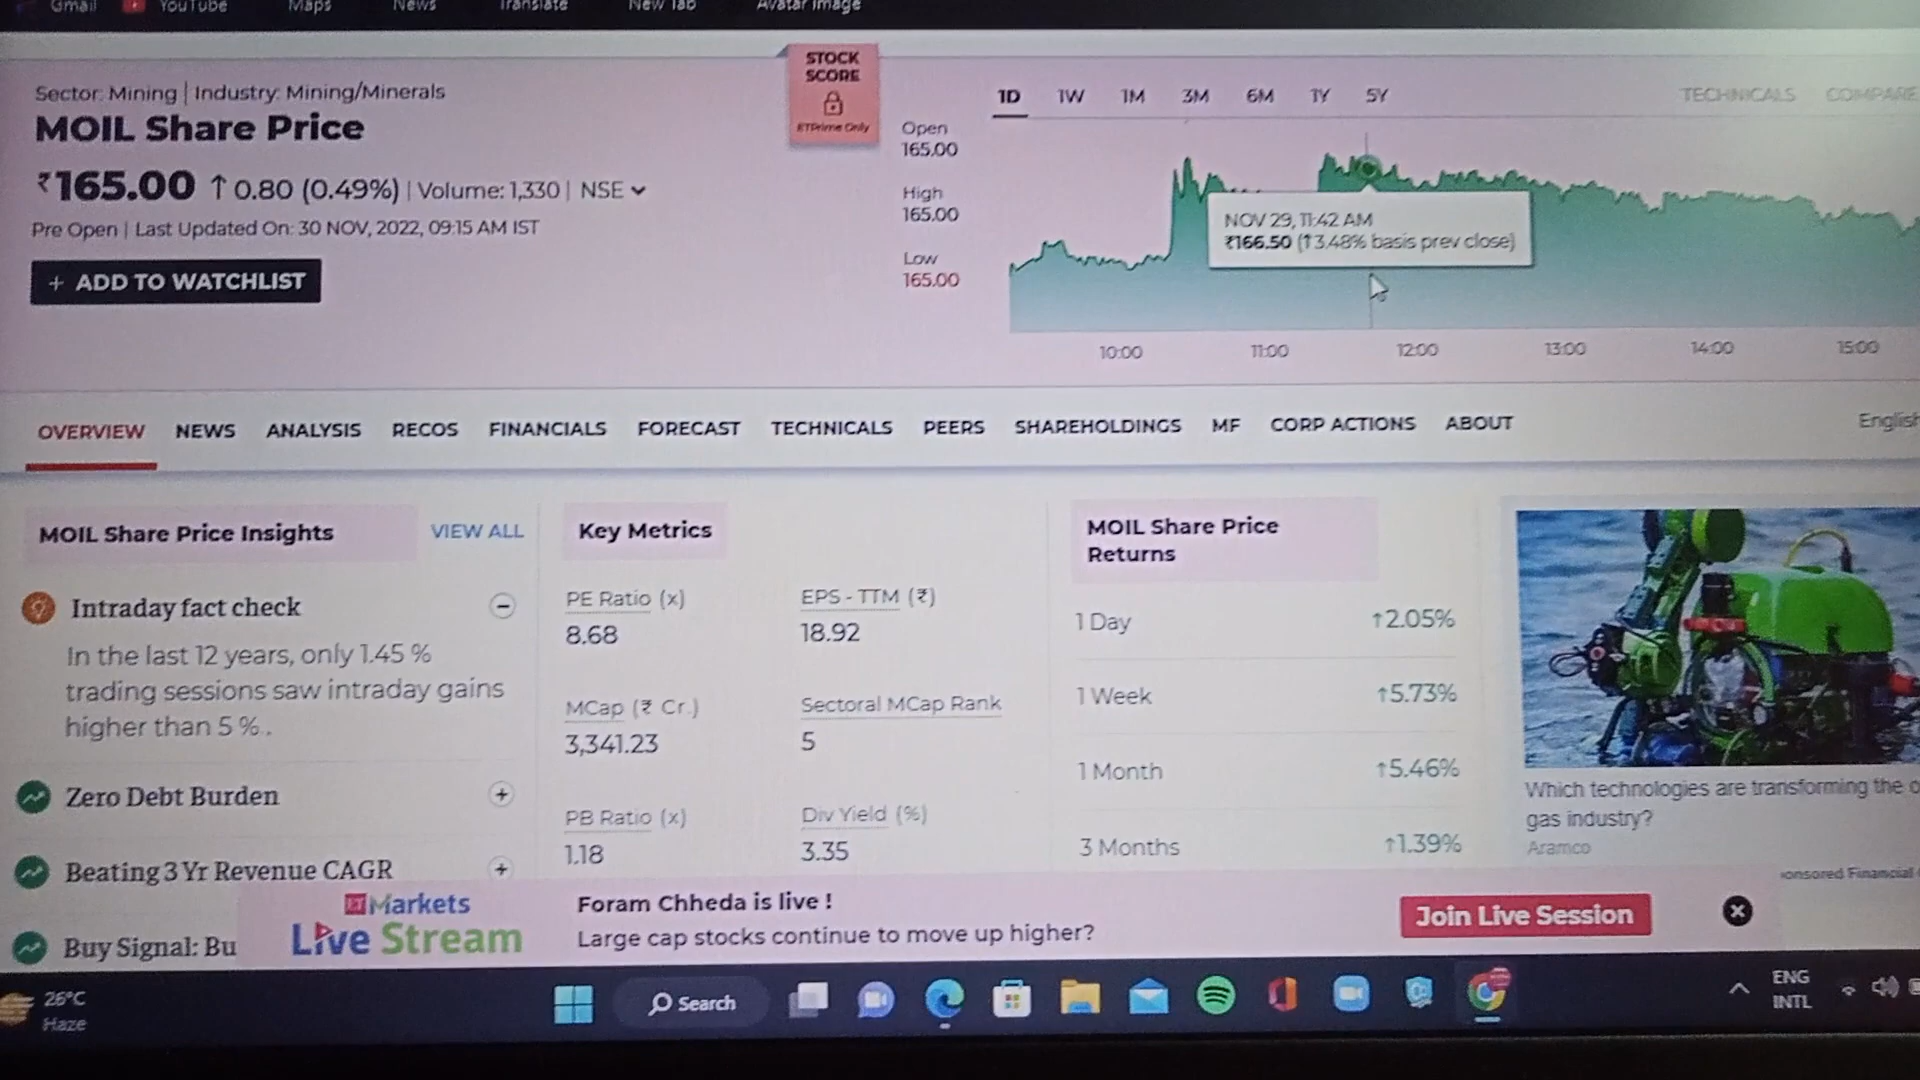 Gmail YouTube Maps News Translate New Tab Avatar Image
Sector: Mining | Industry: Mining/Minerals
MOIL Share Price
₹165.00 ↑ 0.80 (0.49%) | Volume: 1,330 | NSE
Pre Open | Last Updated On: 30 NOV, 2022, 09:15 AM IST
+ ADD TO WATCHLIST
STOCK
SCORE
ETPrime Only
Open
165.00
High
165.00
Low
165.00
1D 1W 1M 3M 6M 1Y 5Y
TECHNICALS COMPARE
NOV 29, 11:42 AM
₹166.50 (↑3.48% basis prev close)
10:00 11:00 12:00 13:00 14:00 15:00
OVERVIEW NEWS ANALYSIS RECOS FINANCIALS FORECAST TECHNICALS PEERS SHAREHOLDINGS MF CORP ACTIONS ABOUT
English
MOIL Share Price Insights VIEW ALL
Intraday fact check
In the last 12 years, only 1.45 %
trading sessions saw intraday gains
higher than 5 %..
Zero Debt Burden
Beating 3 Yr Revenue CAGR
Buy Signal: Bu
Key Metrics
PE Ratio (x) EPS - TTM (₹)
8.68 18.92
MCap (₹ Cr.) Sectoral MCap Rank
3,341.23 5
PB Ratio (x) Div Yield (%)
1.18 3.35
MOIL Share Price
Returns
1 Day ↑2.05%
1 Week ↑5.73%
1 Month ↑5.46%
3 Months ↑1.39%
Which technologies are transforming the o
gas industry?
Aramco
onsored Financial
ET Markets
Live Stream
Foram Chheda is live !
Large cap stocks continue to move up higher?
Join Live Session
26°C
Haze
Search
ENG
INTL